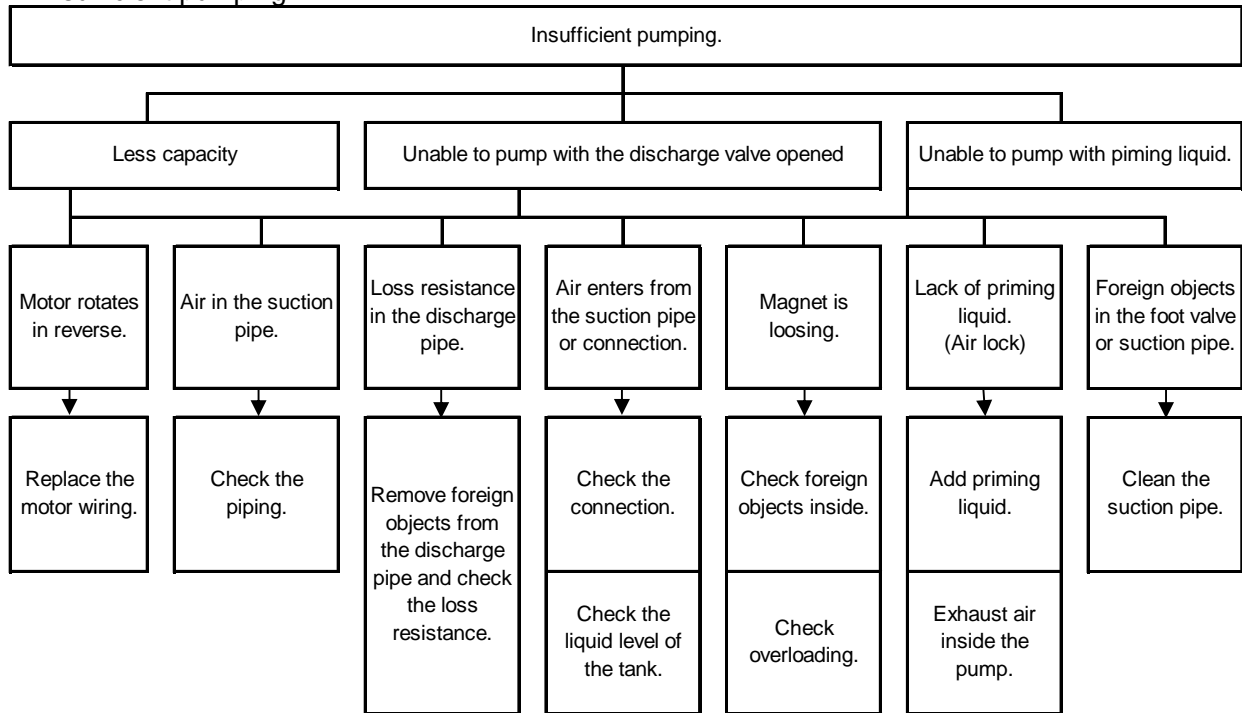 Insufficient pumping.
Less capacity
Unable to pump with the discharge valve opened
Unable to pump with piming liquid.
Motor rotates
in reverse.
Air in the suction
pipe.
Loss resistance
in the discharge
pipe.
Air enters from
the suction pipe
or connection.
Magnet is
loosing.
Lack of priming
liquid.
(Air lock)
Foreign objects
in the foot valve
or suction pipe.
Replace the
motor wiring.
Check the
piping.
Remove foreign
objects from
the discharge
pipe and check
the loss
resistance.
Check the
connection.
Check foreign
objects inside.
Add priming
liquid.
Clean the
suction pipe.
Check the
liquid level of
the tank.
Check
overloading.
Exhaust air
inside the
pump.